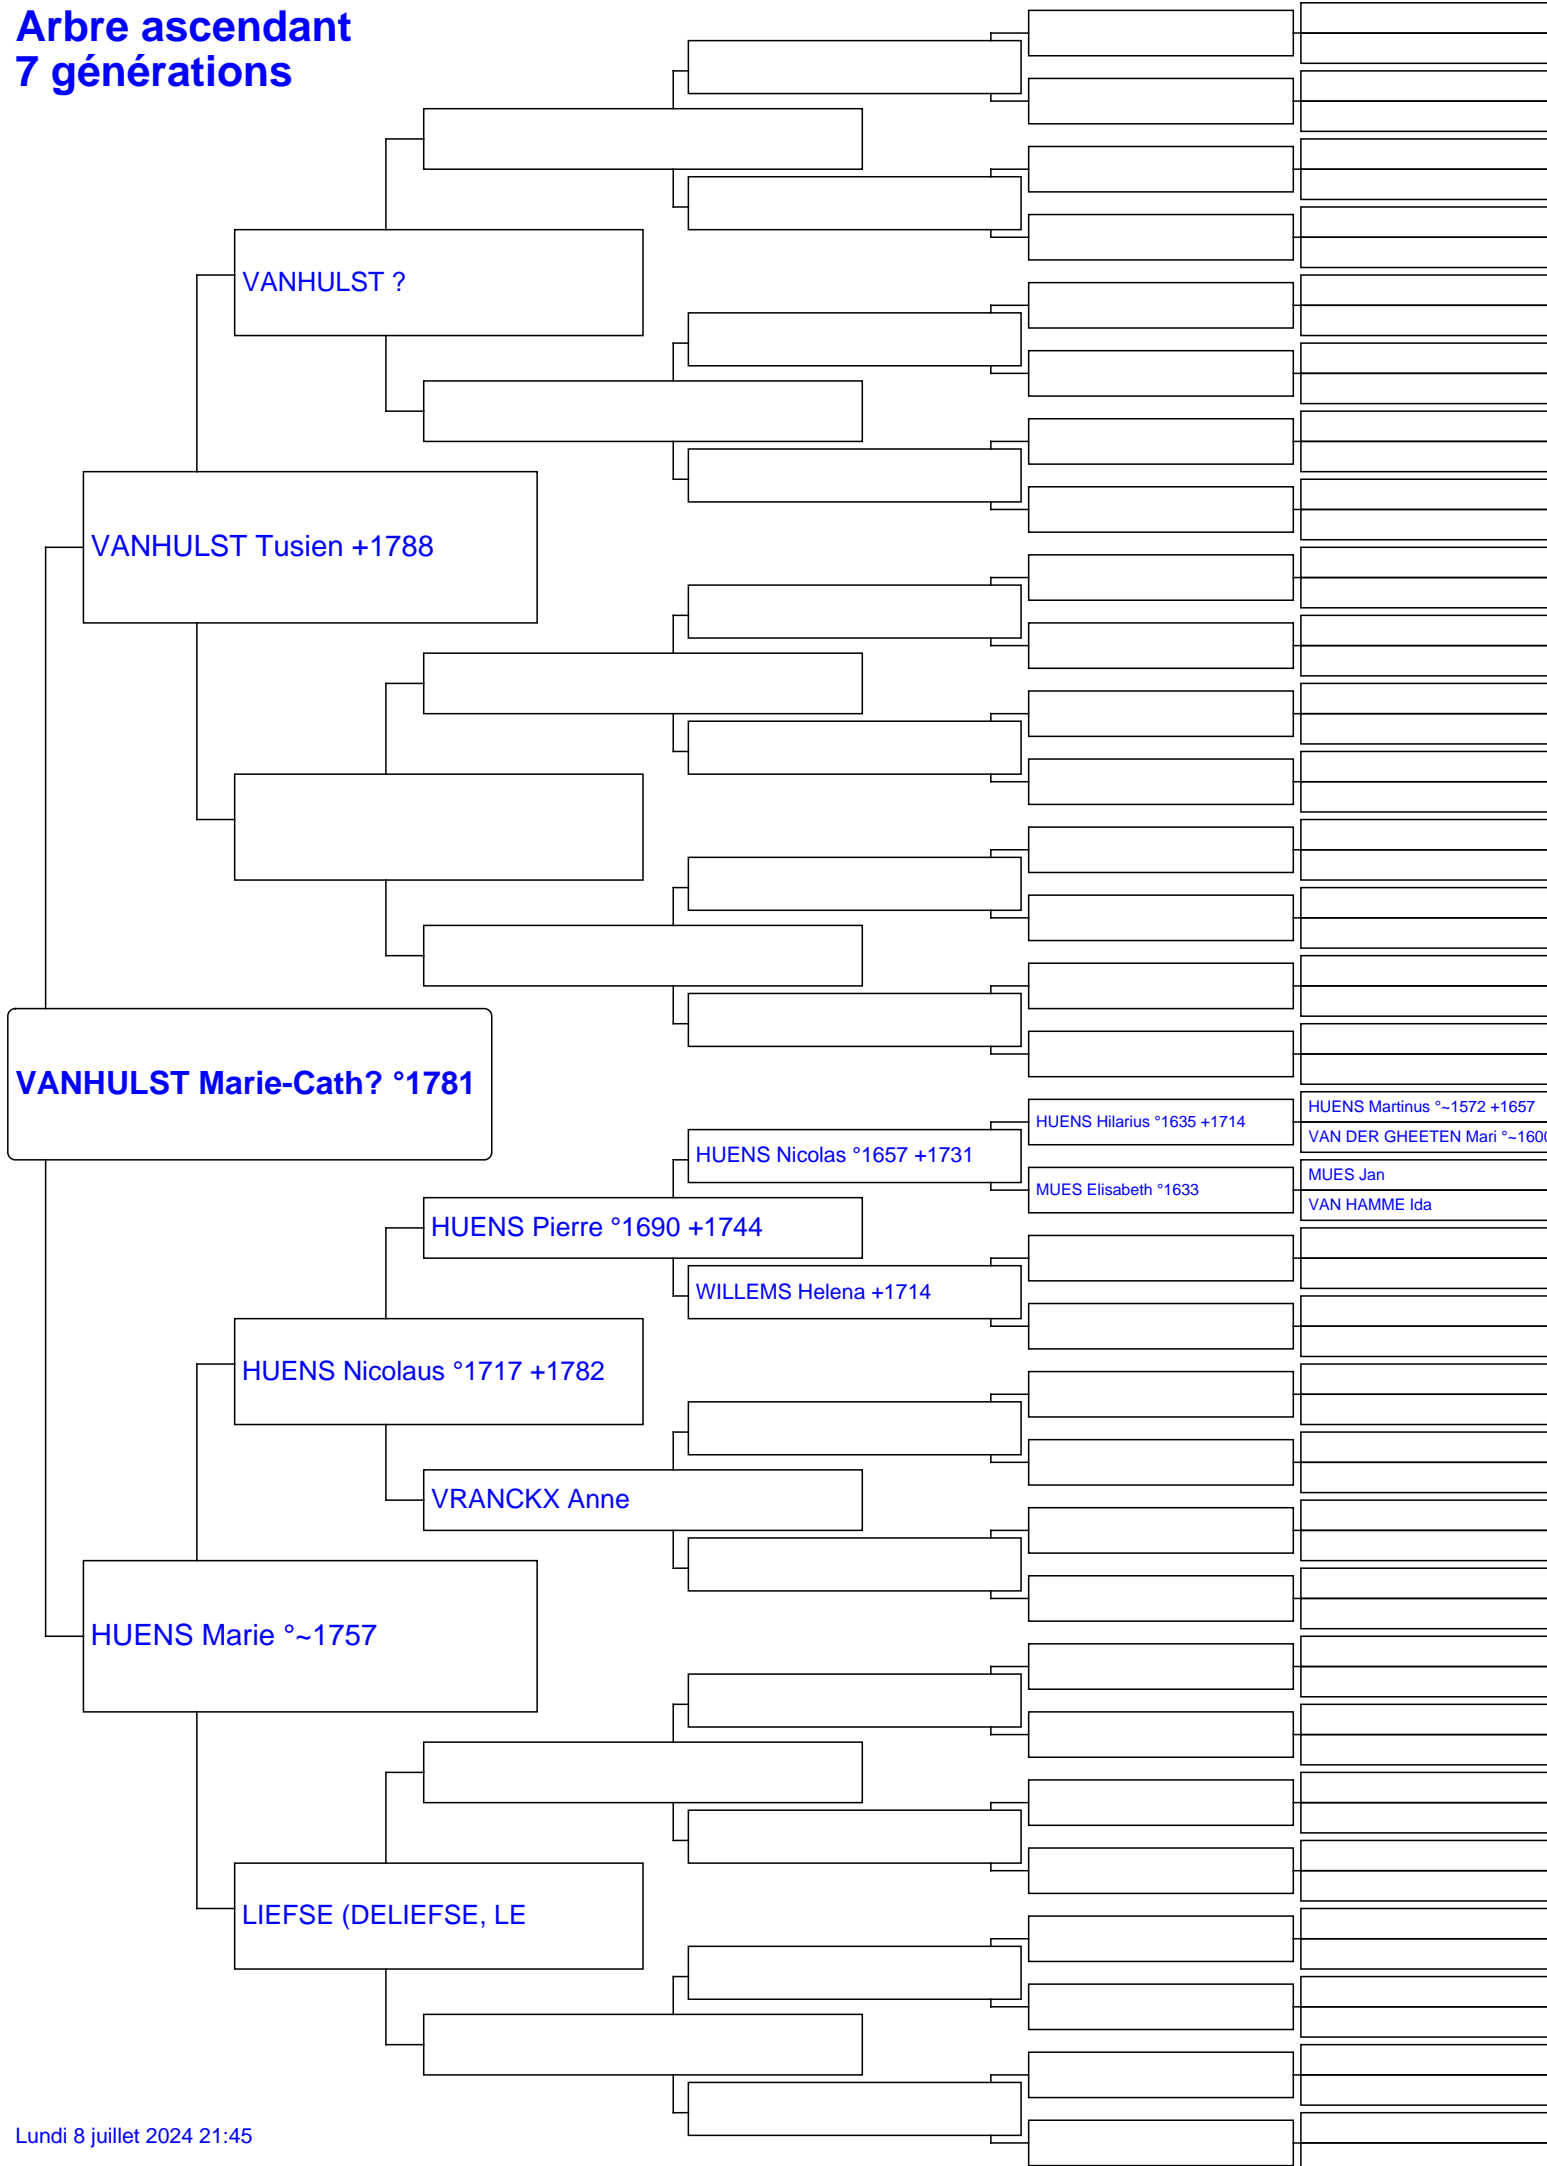 Arbre ascendant
7 générations
VANHULST ?
VANHULST Tusien +1788
VANHULST Marie-Cath? °1781
HUENS Hilarius °1635 +1714
HUENS Martinus °~1572 +1657
VAN DER GHEETEN Mari °~1600
HUENS Nicolas °1657 +1731
MUES Elisabeth °1633
MUES Jan
VAN HAMME Ida
HUENS Pierre °1690 +1744
WILLEMS Helena +1714
HUENS Nicolaus °1717 +1782
VRANCKX Anne
HUENS Marie °~1757
LIEFSE (DELIEFSE, LE
Lundi 8 juillet 2024 21:45